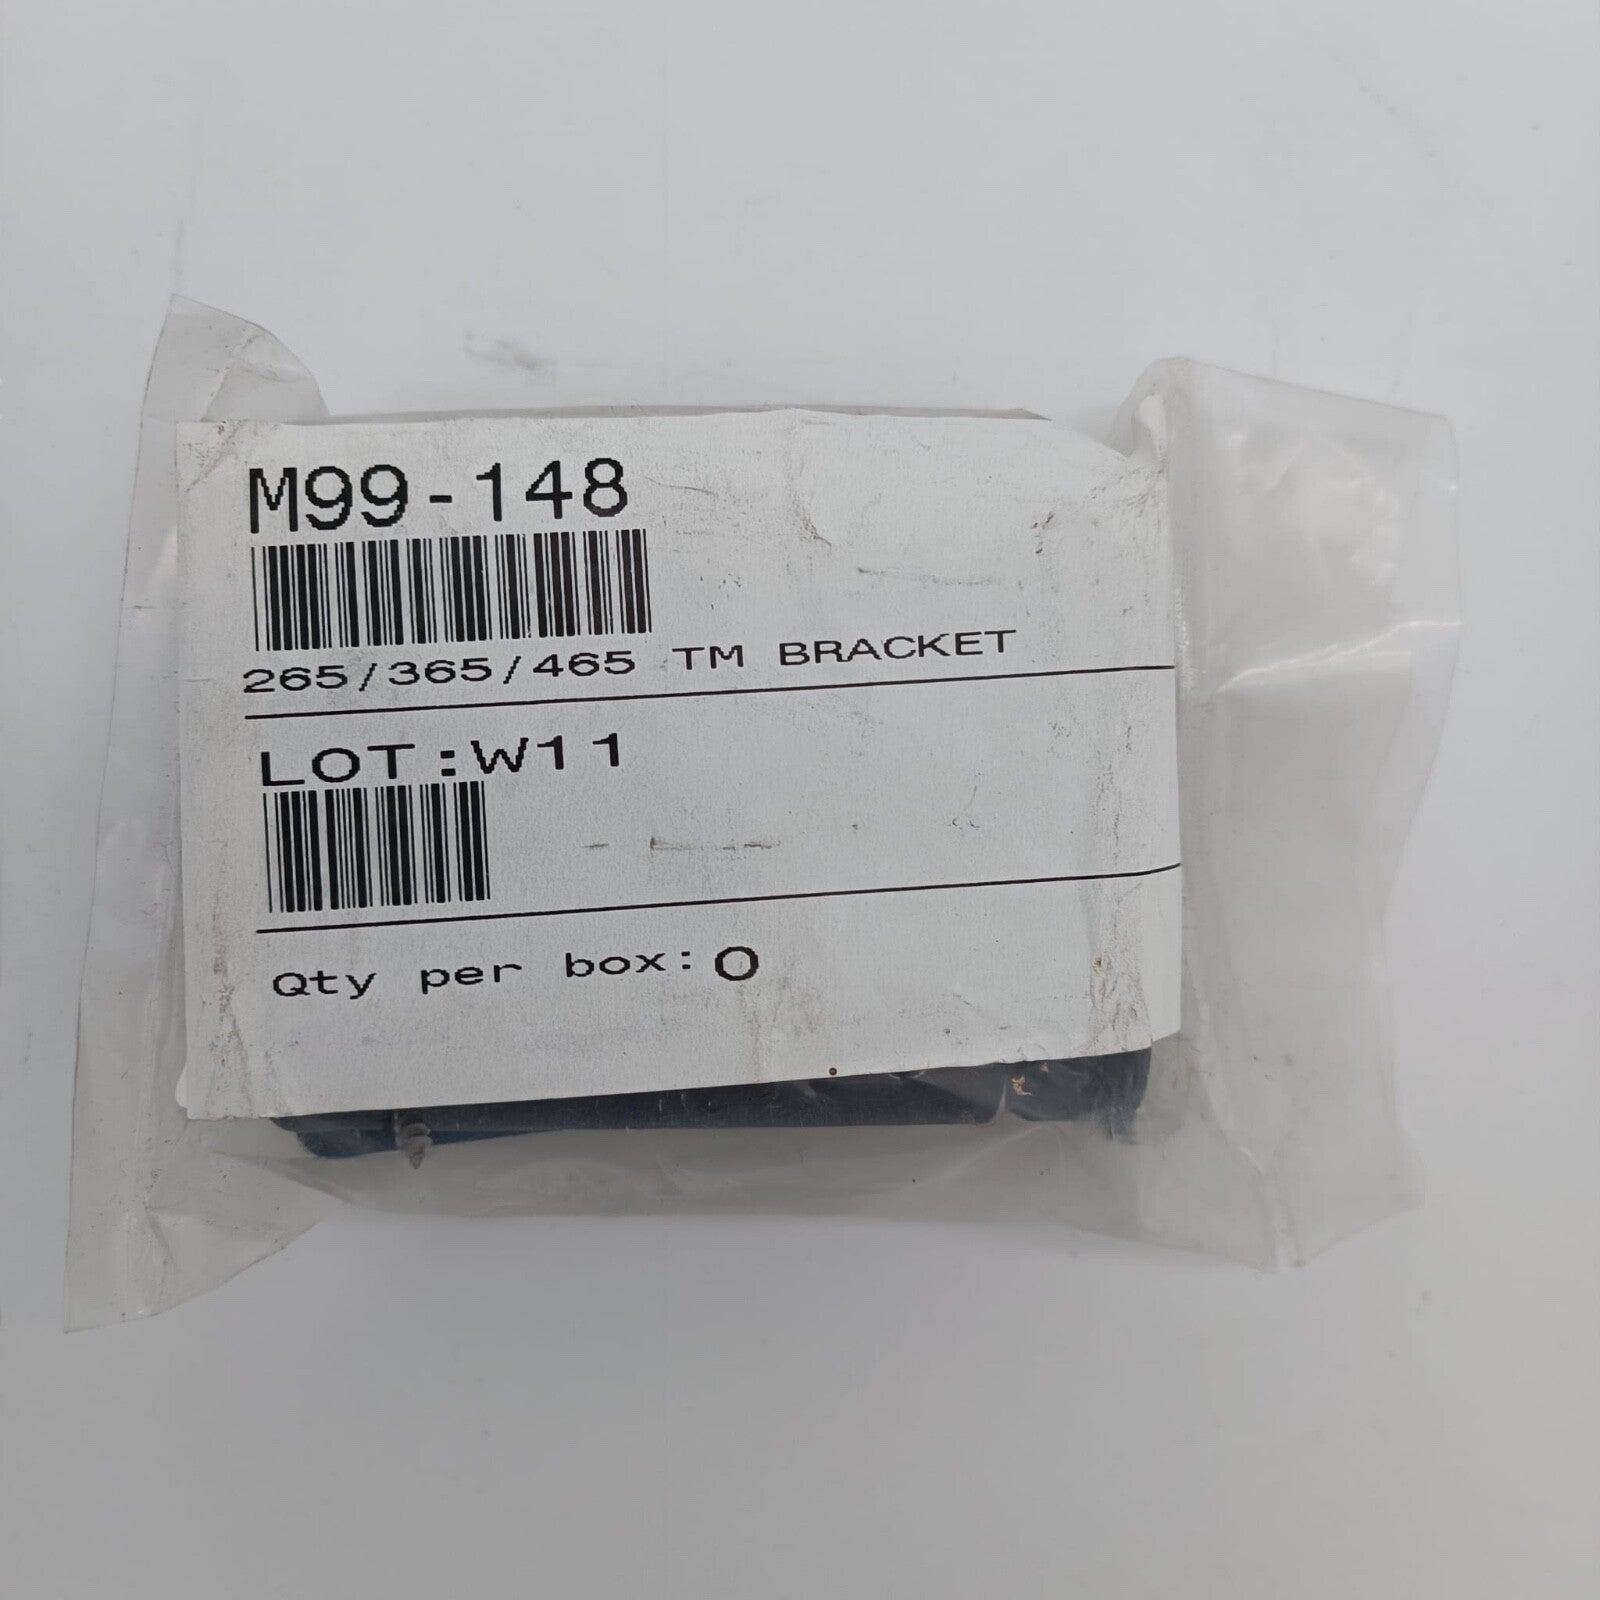 M99-148
265/365/465 TM BRACKET
LOT:W11
Qty per box: 0